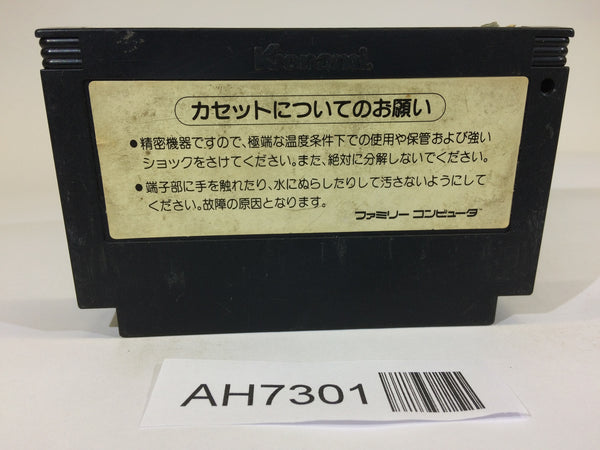 Konami
カセットについてのお願い
●精密機器ですので、極端な温度条件下での使用や保管および強い
ショックをさけてください。また、絶対に分解しないでください。
●端子部に手を触れたり、水にぬらしたりして汚さないようにして
ください。故障の原因となります。
ファミリー コンピュータ™
AH7301